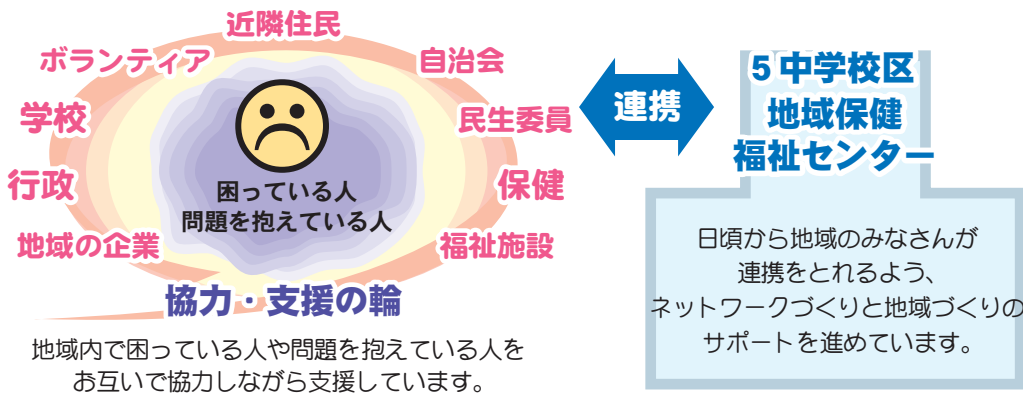 近隣住民
ボランティア
自治会
学校
民生委員
行政
保健
地域の企業
福祉施設
困っている人
問題を抱えている人
協力・支援の輪
地域内で困っている人や問題を抱えている人を
お互いで協力しながら支援しています。
連携
5中学校区
地域保健
福祉センター
日頃から地域のみなさんが
連携をとれるよう、
ネットワークづくりと地域づくりの
サポートを進めています。